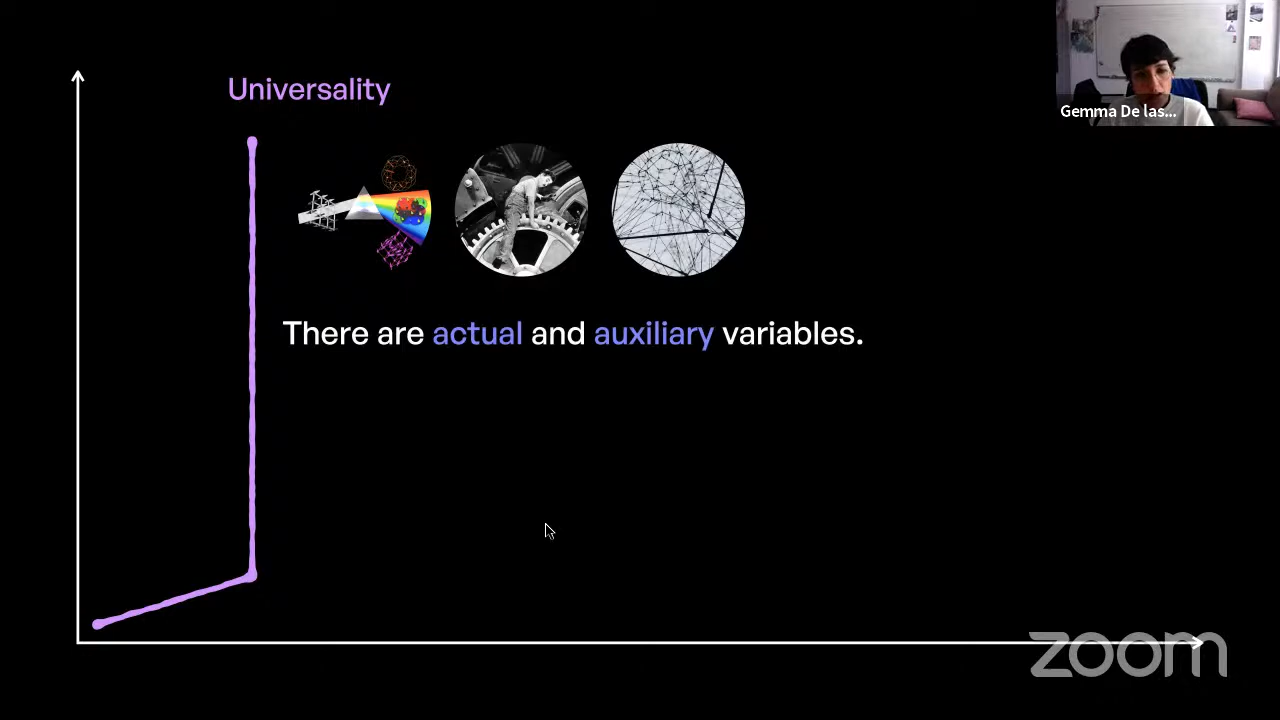 Universality
Gemma De las...
There are actual and auxiliary variables.
zoom